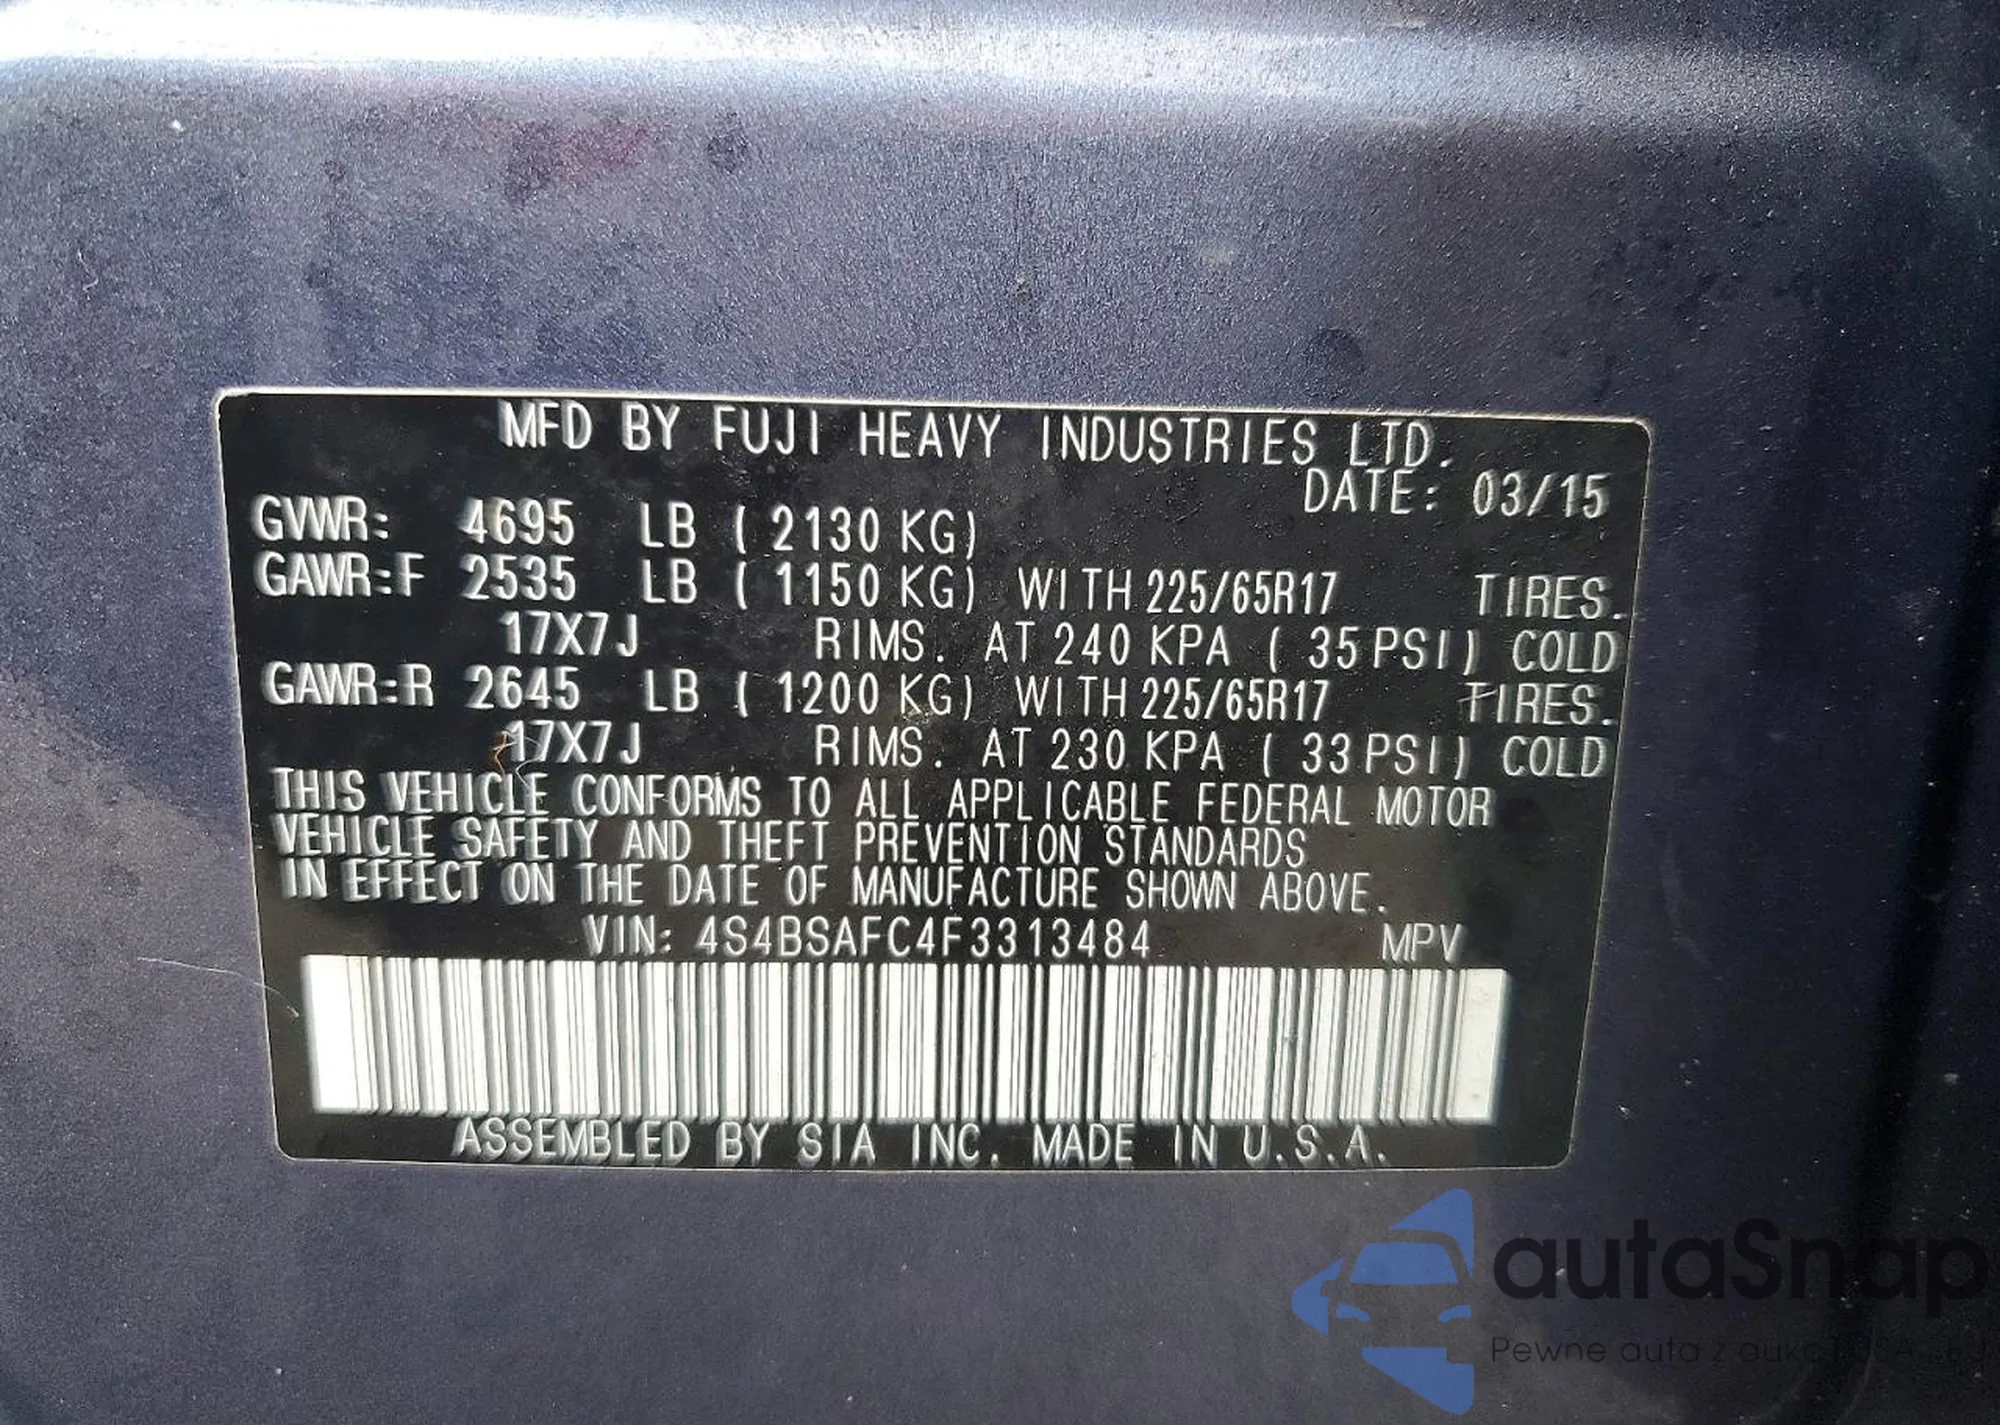 MFD BY FUJI HEAVY INDUSTRIES LTD.
DATE: 03/15
GVWR: 4695 LB ( 2130 KG)
GAWR:F 2535 LB ( 1150 KG) WITH 225/65R17 TIRES.
17X7J RIMS. AT 240 KPA ( 35 PSI) COLD
GAWR:R 2645 LB ( 1200 KG) WITH 225/65R17 TIRES.
17X7J RIMS. AT 230 KPA ( 33 PSI) COLD
THIS VEHICLE CONFORMS TO ALL APPLICABLE FEDERAL MOTOR
VEHICLE SAFETY AND THEFT PREVENTION STANDARDS
IN EFFECT ON THE DATE OF MANUFACTURE SHOWN ABOVE.
VIN: 4S4BSAFC4F3313484 MPV
ASSEMBLED BY SIA INC. MADE IN U.S.A.
autaSnap
Pewne auta z